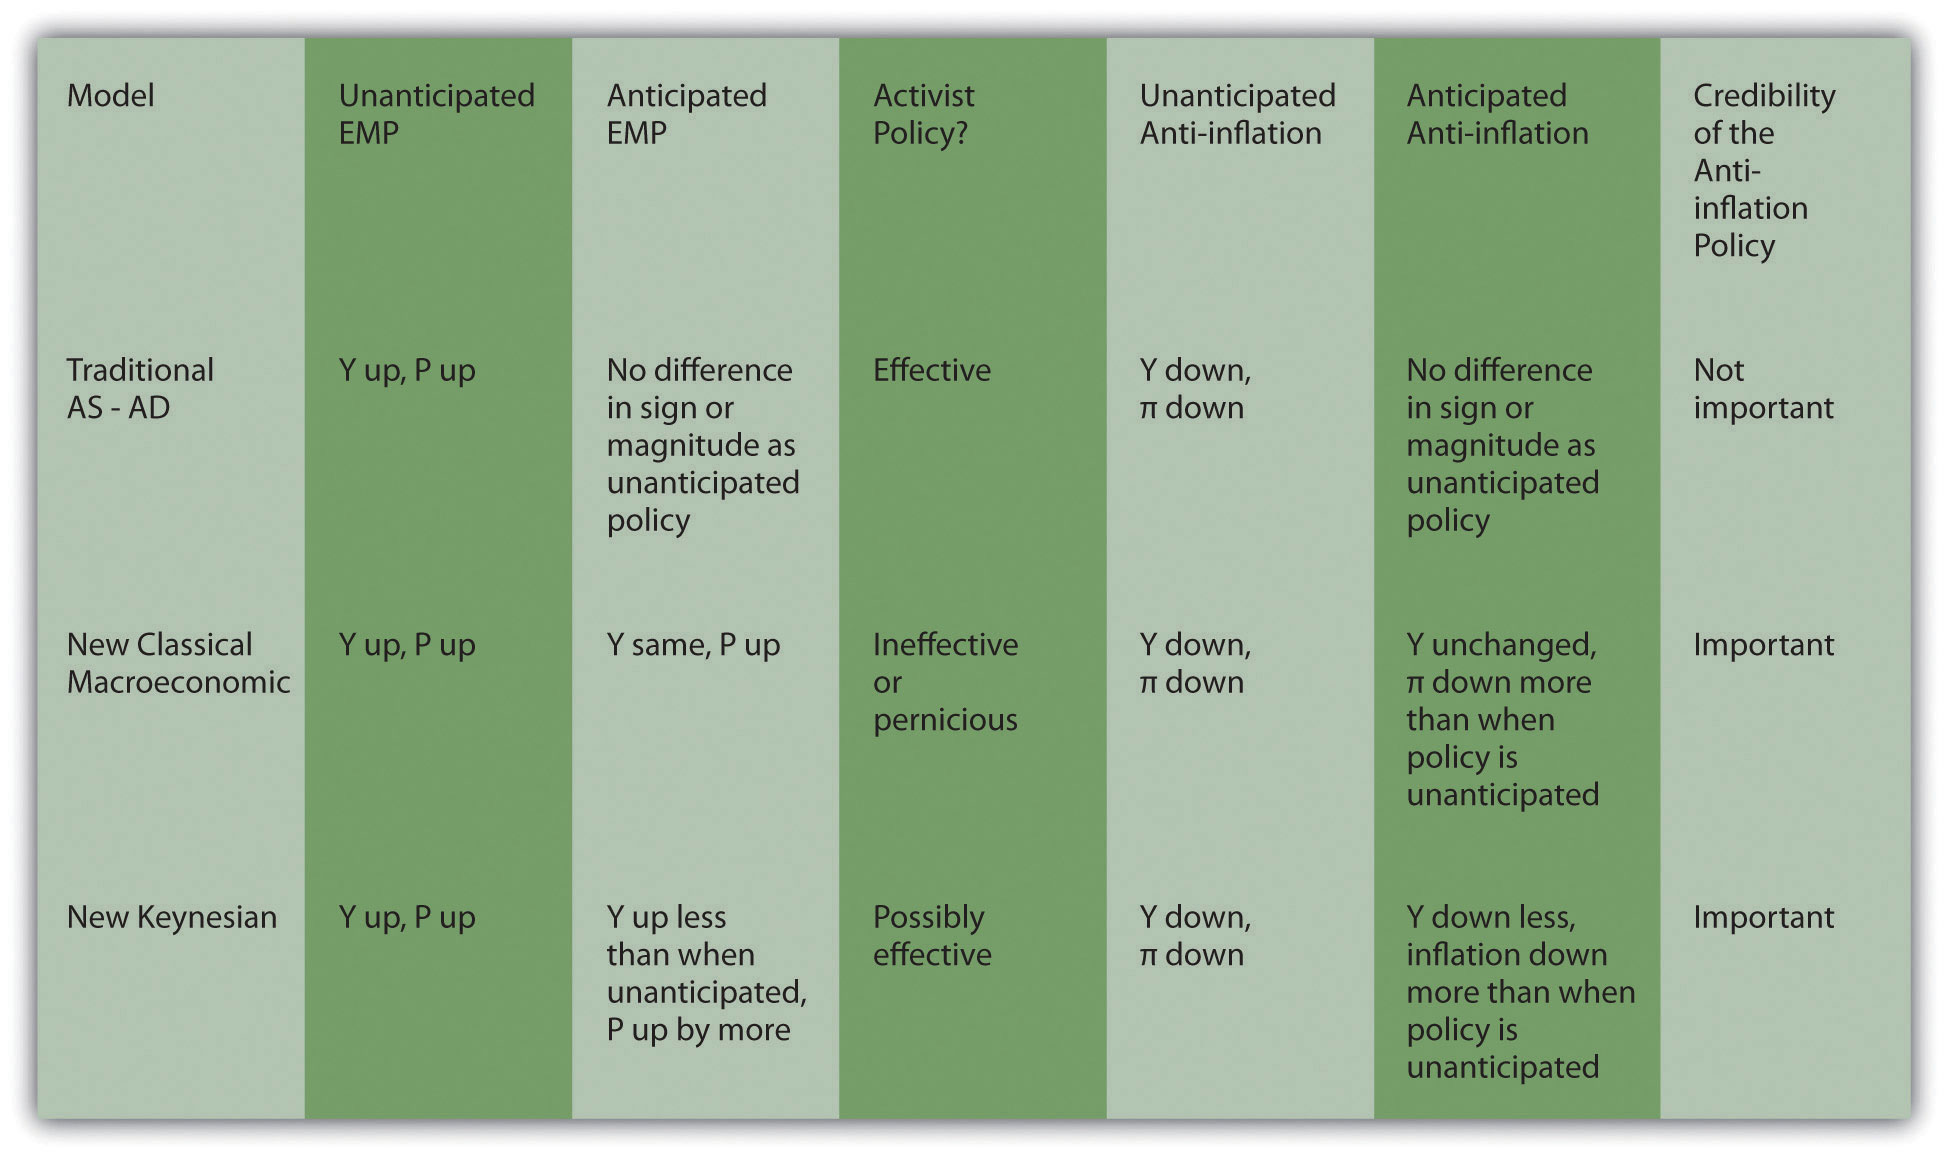 Model
Unanticipated
EMP
Anticipated
EMP
Activist
Policy?
Unanticipated
Anti-inflation
Anticipated
Anti-inflation
Credibility
of the
Anti-
inflation
Policy
Traditional
AS - AD
Y up, P up
No difference
in sign or
magnitude as
unanticipated
policy
Effective
Y down,
π down
No difference
in sign or
magnitude as
unanticipated
policy
Not
important
New Classical
Macroeconomic
Y up, P up
Y same, P up
Ineffective
or
pernicious
Y down,
π down
Y unchanged,
π down more
than when
policy is
unanticipated
Important
New Keynesian
Y up, P up
Y up less
than when
unanticipated,
P up by more
Possibly
effective
Y down,
π down
Y down less,
inflation down
more than when
policy is
unanticipated
Important